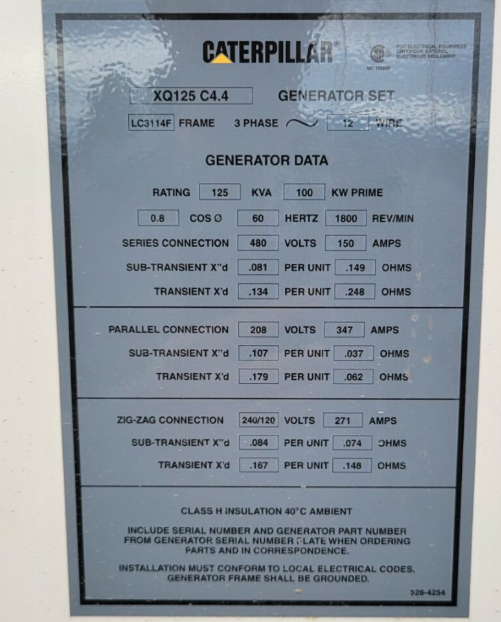 CATERPILLAR®
FOR ELECTRICAL EQUIPMENT
ONLY
XQ125 C4.4 GENERATOR SET
LC3114F FRAME 3 PHASE 12 WIRE
GENERATOR DATA
RATING 125 KVA 100 KW PRIME
0.8 COS Ø 60 HERTZ 1800 REV/MIN
SERIES CONNECTION 480 VOLTS 150 AMPS
SUB-TRANSIENT X"d .081 PER UNIT .149 OHMS
TRANSIENT X'd .134 PER UNIT .248 OHMS
PARALLEL CONNECTION 208 VOLTS 347 AMPS
SUB-TRANSIENT X"d .107 PER UNIT .037 OHMS
TRANSIENT X'd .179 PER UNIT .062 OHMS
ZIG-ZAG CONNECTION 240/120 VOLTS 271 AMPS
SUB-TRANSIENT X"d .084 PER UNIT .074 OHMS
TRANSIENT X'd .167 PER UNIT .148 OHMS
CLASS H INSULATION 40°C AMBIENT
INCLUDE SERIAL NUMBER AND GENERATOR PART NUMBER
FROM GENERATOR SERIAL NUMBER PLATE WHEN ORDERING
PARTS AND IN CORRESPONDENCE.
INSTALLATION MUST CONFORM TO LOCAL ELECTRICAL CODES.
GENERATOR FRAME SHALL BE GROUNDED.
526-4254